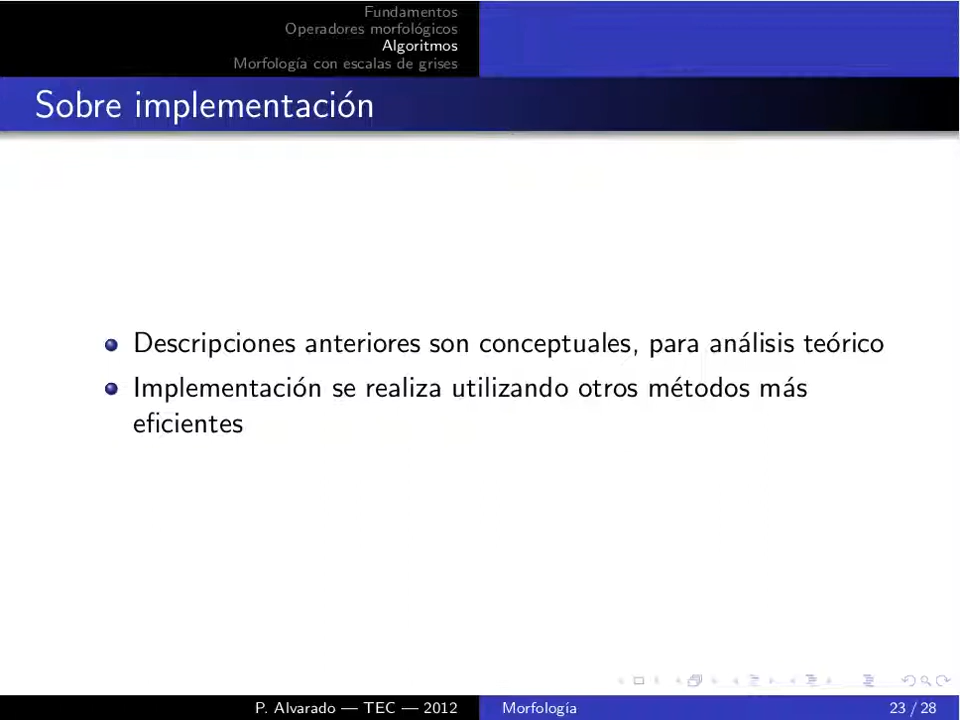 Fundamentos
Operadores morfológicos
Algoritmos
Morfología con escalas de grises
Sobre implementación
Descripciones anteriores son conceptuales, para análisis teórico
Implementación se realiza utilizando otros métodos más
eficientes
P. Alvarado — TEC — 2012
Morfología
23 / 28